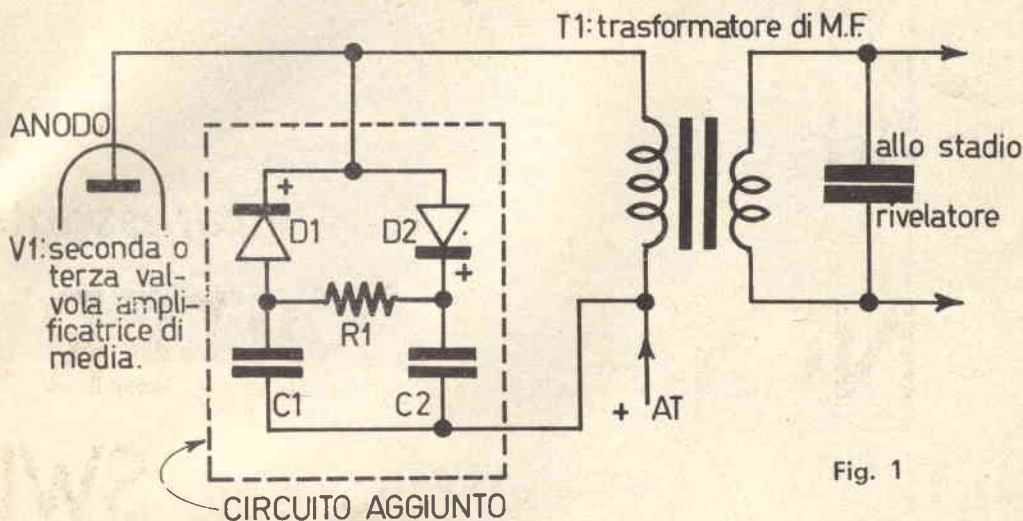 T1: trasformatore di M.F.
ANODO
V1: seconda o
terza val-
vola ampli-
ficatrice di
media.
+
D1
D2
+
R1
C1
C2
allo stadio
rivelatore
+ AT
Fig. 1
CIRCUITO AGGIUNTO